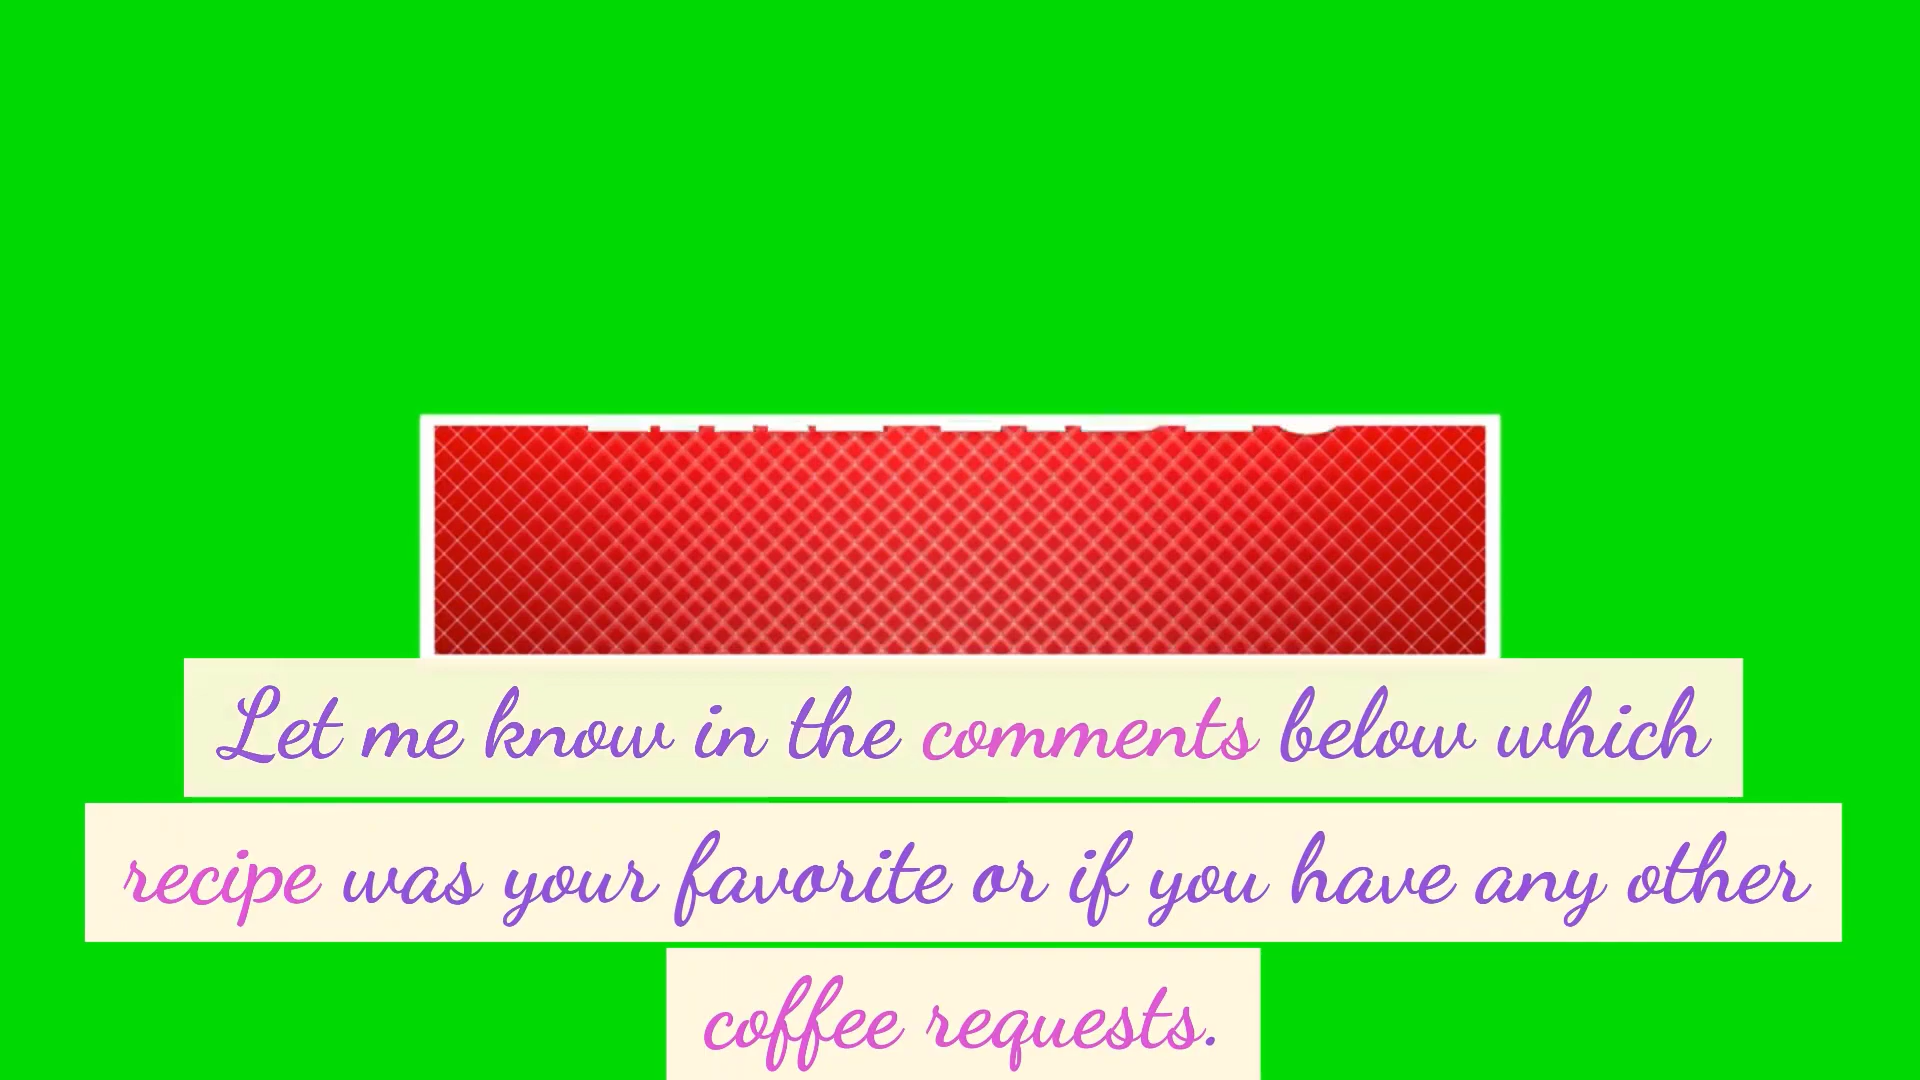 Let me know in the comments below which
recipe was your favorite or if you have any other
coffee requests.